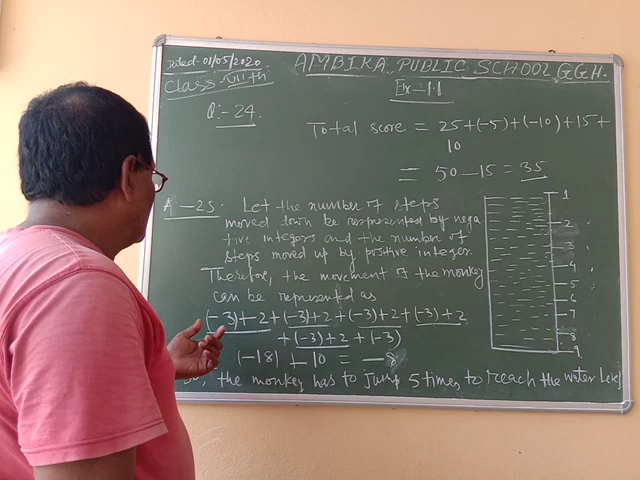 Dated-01/05/2020
AMBIKA PUBLIC SCHOOL G.G.H.
Class-VIIth
Ex-1.1
Q:-24
Total score = 25+(-5)+(-10)+15+
10
= 50-15=35
A-25. Let the number of steps
moved down be represented by nega
tive integers and the number of
steps moved up by positive integer.
Therefore, the movement of the monkey
can be represented as
(-3)+2+(-3)+2+(-3)+2+(-3)+2
+(-3)+2+(-3)
(-18)+10=-8
the monkey has to jump 5 times to reach the water level
1
2
3
4
5
6
7
8
9